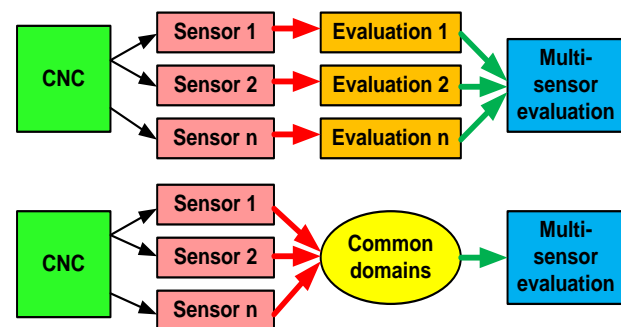 CNC
Sensor 1
Sensor 2
Sensor n
Evaluation 1
Evaluation 2
Evaluation n
Multi-
sensor
evaluation
CNC
Sensor 1
Sensor 2
Sensor n
Common
domains
Multi-
sensor
evaluation